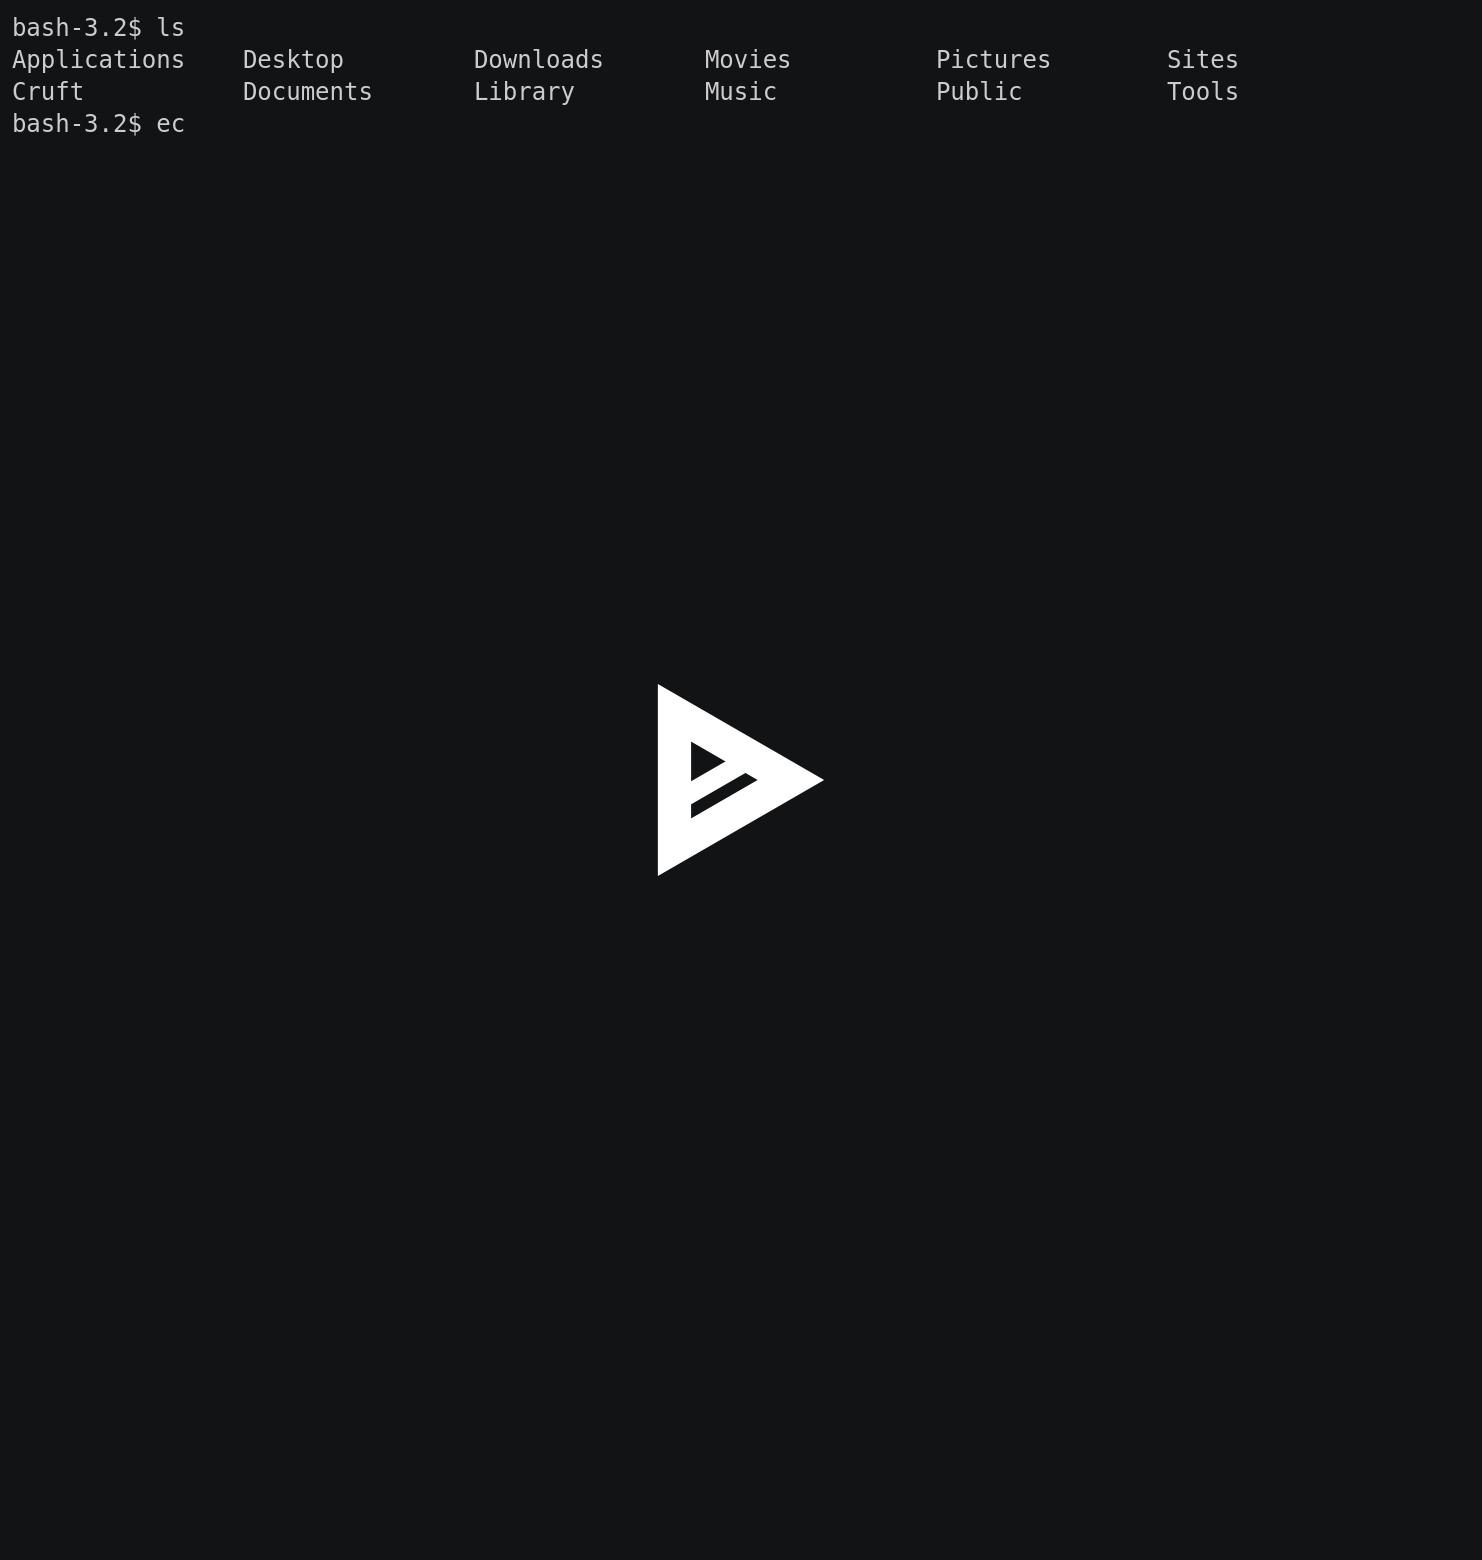 bash-3.2$ ls
Applications    Desktop         Downloads       Movies          Pictures        Sites
Cruft           Documents       Library         Music           Public          Tools
bash-3.2$ ec